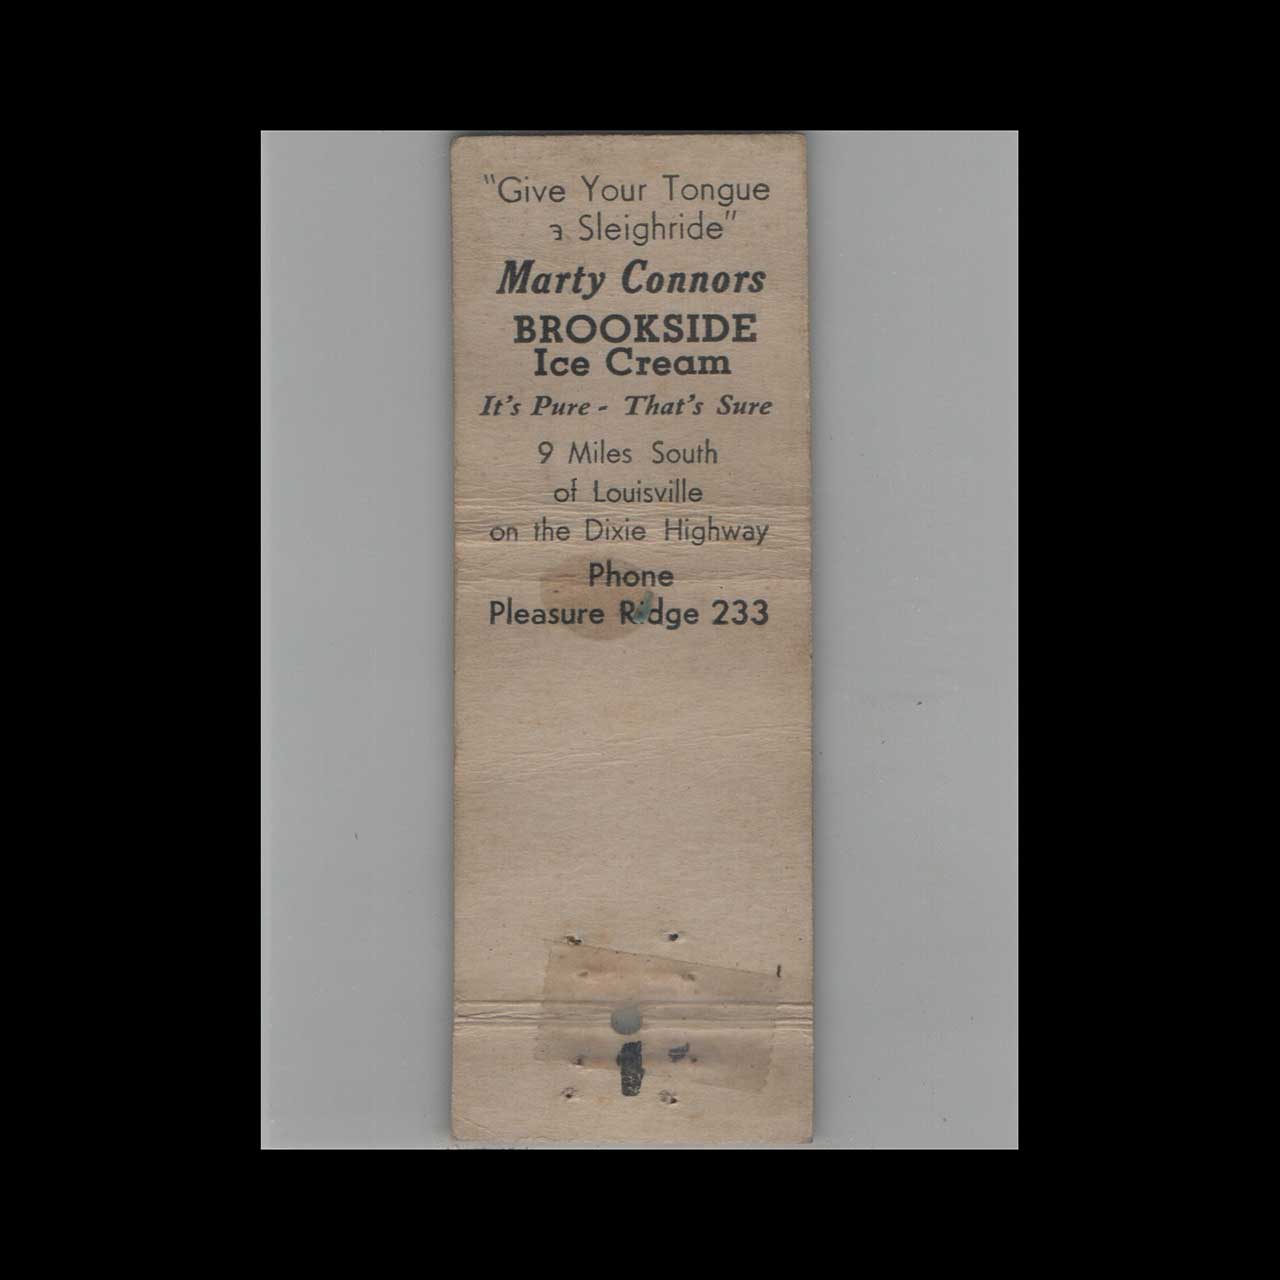 "Give Your Tongue
a Sleighride"
Marty Connors
BROOKSIDE
Ice Cream
It's Pure - That's Sure
9 Miles South
of Louisville
on the Dixie Highway
Phone
Pleasure Ridge 233